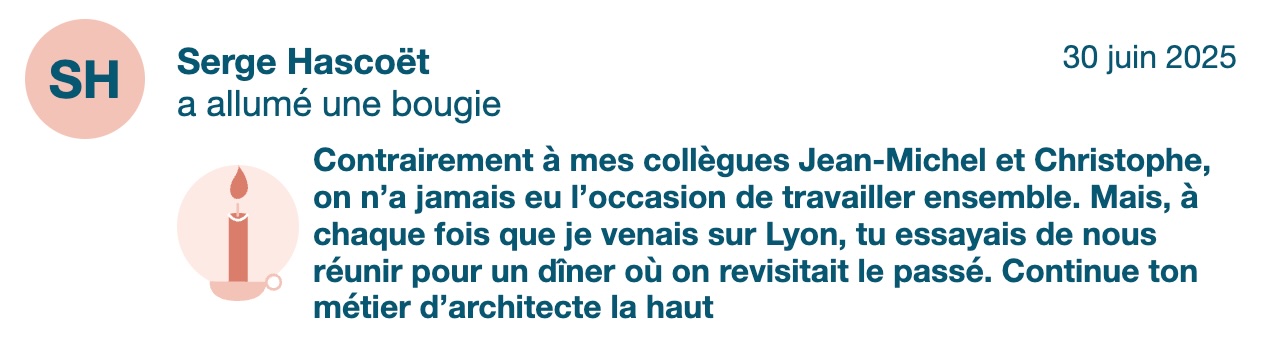 SH
Serge Hascoët
30 juin 2025
a allumé une bougie
Contrairement à mes collègues Jean-Michel et Christophe,
on n’a jamais eu l’occasion de travailler ensemble. Mais, à
chaque fois que je venais sur Lyon, tu essayais de nous
réunir pour un dîner où on revisitait le passé. Continue ton
métier d’architecte la haut